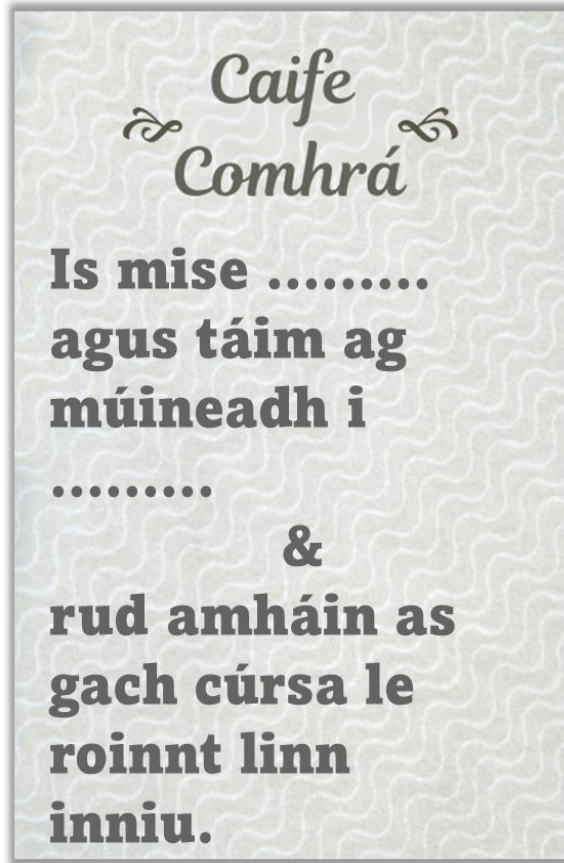 Caife
Comhrá
Is mise .........
agus táim ag
múineadh i
.........
&
rud amháin as
gach cúrsa le
roinnt linn
inniu.